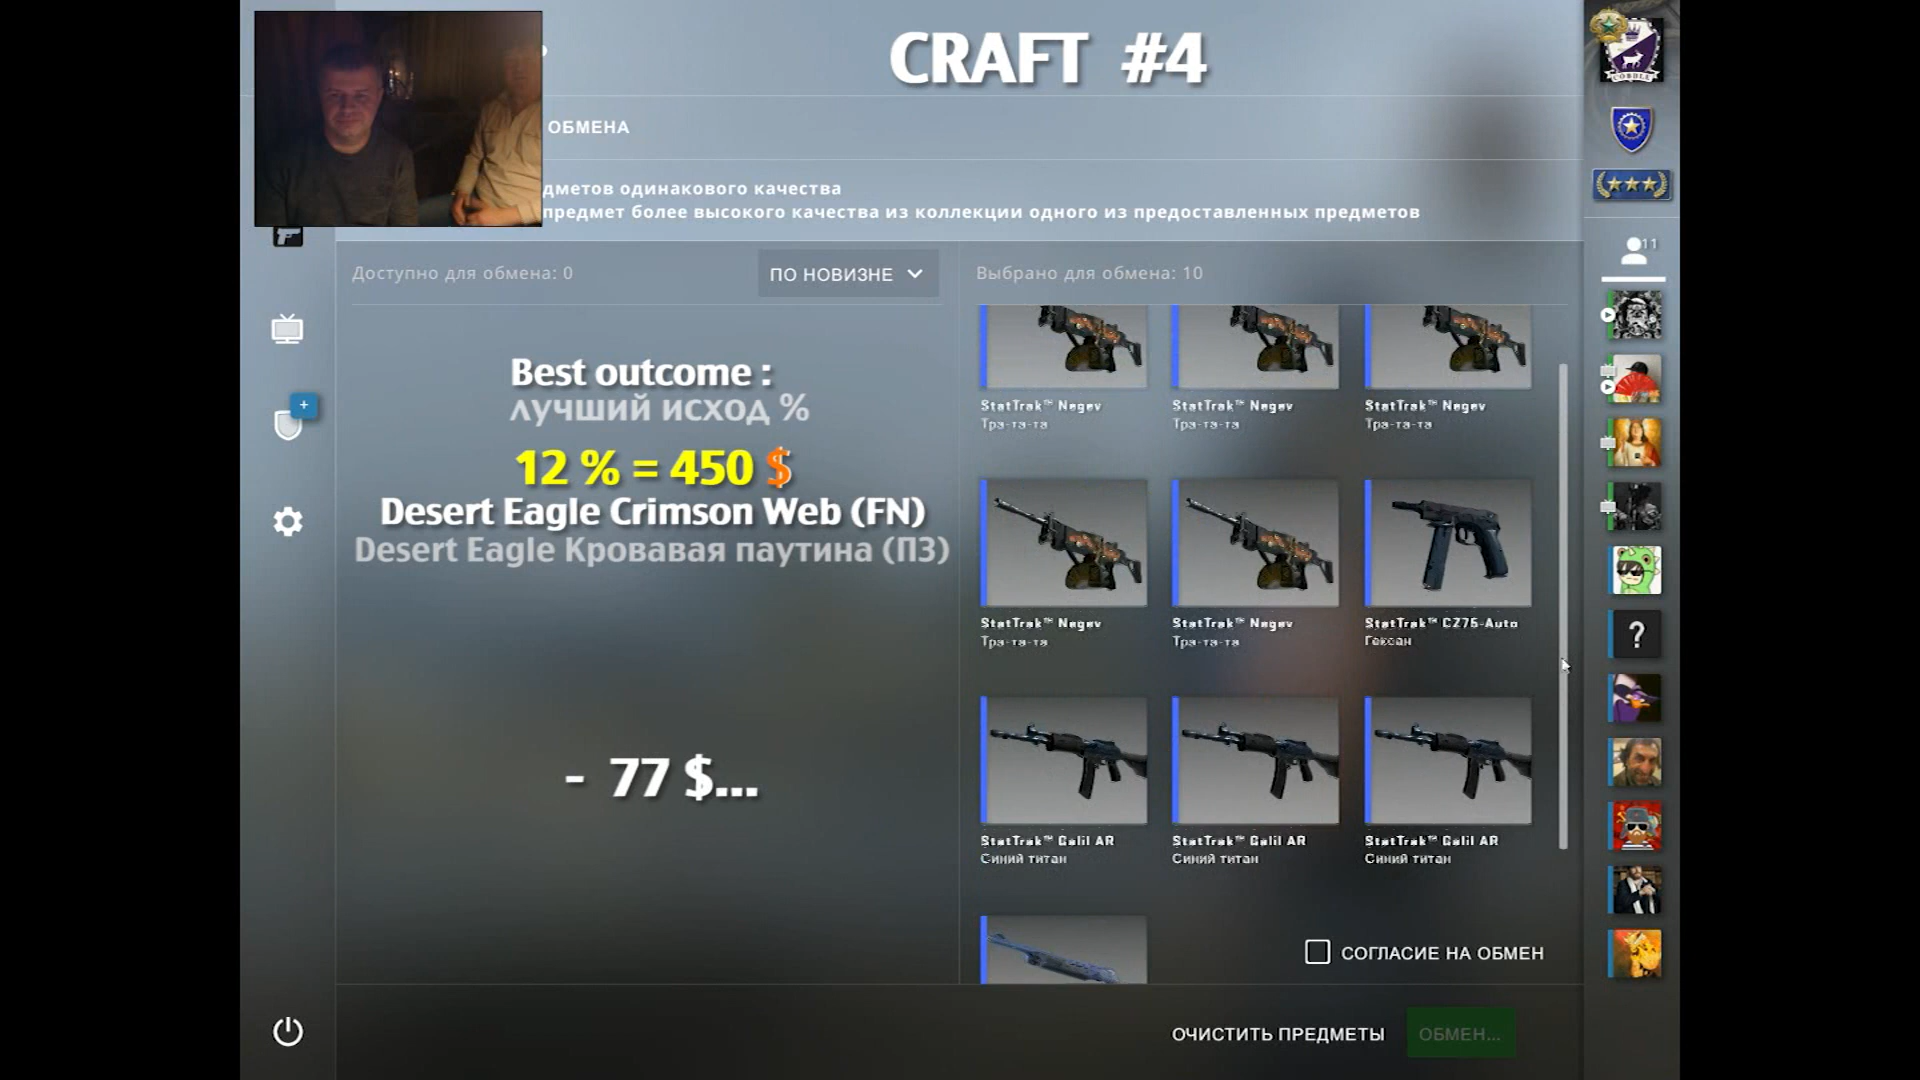 CRAFT #4
ОБМЕНА
дметов одинакового качества
предмет более высокого качества из коллекции одного из предоставленных предметов
Доступно для обмена: 0
ПО НОВИЗНЕ
Выбрано для обмена: 10
11
Best outcome :
лучший исход %
12 % = 450 $
Desert Eagle Crimson Web (FN)
Desert Eagle Кровавая паутина (ПЗ)
- 77 $...
StatTrak™ Negev
Тра-та-та
StatTrak™ Negev
Тра-та-та
StatTrak™ Negev
Тра-та-та
StatTrak™ Negev
Тра-та-та
StatTrak™ Negev
Тра-та-та
StatTrak™ CZ75-Auto
Гексан
StatTrak™ Galil AR
Синий титан
StatTrak™ Galil AR
Синий титан
StatTrak™ Galil AR
Синий титан
СОГЛАСИЕ НА ОБМЕН
ОЧИСТИТЬ ПРЕДМЕТЫ
ОБМЕН...